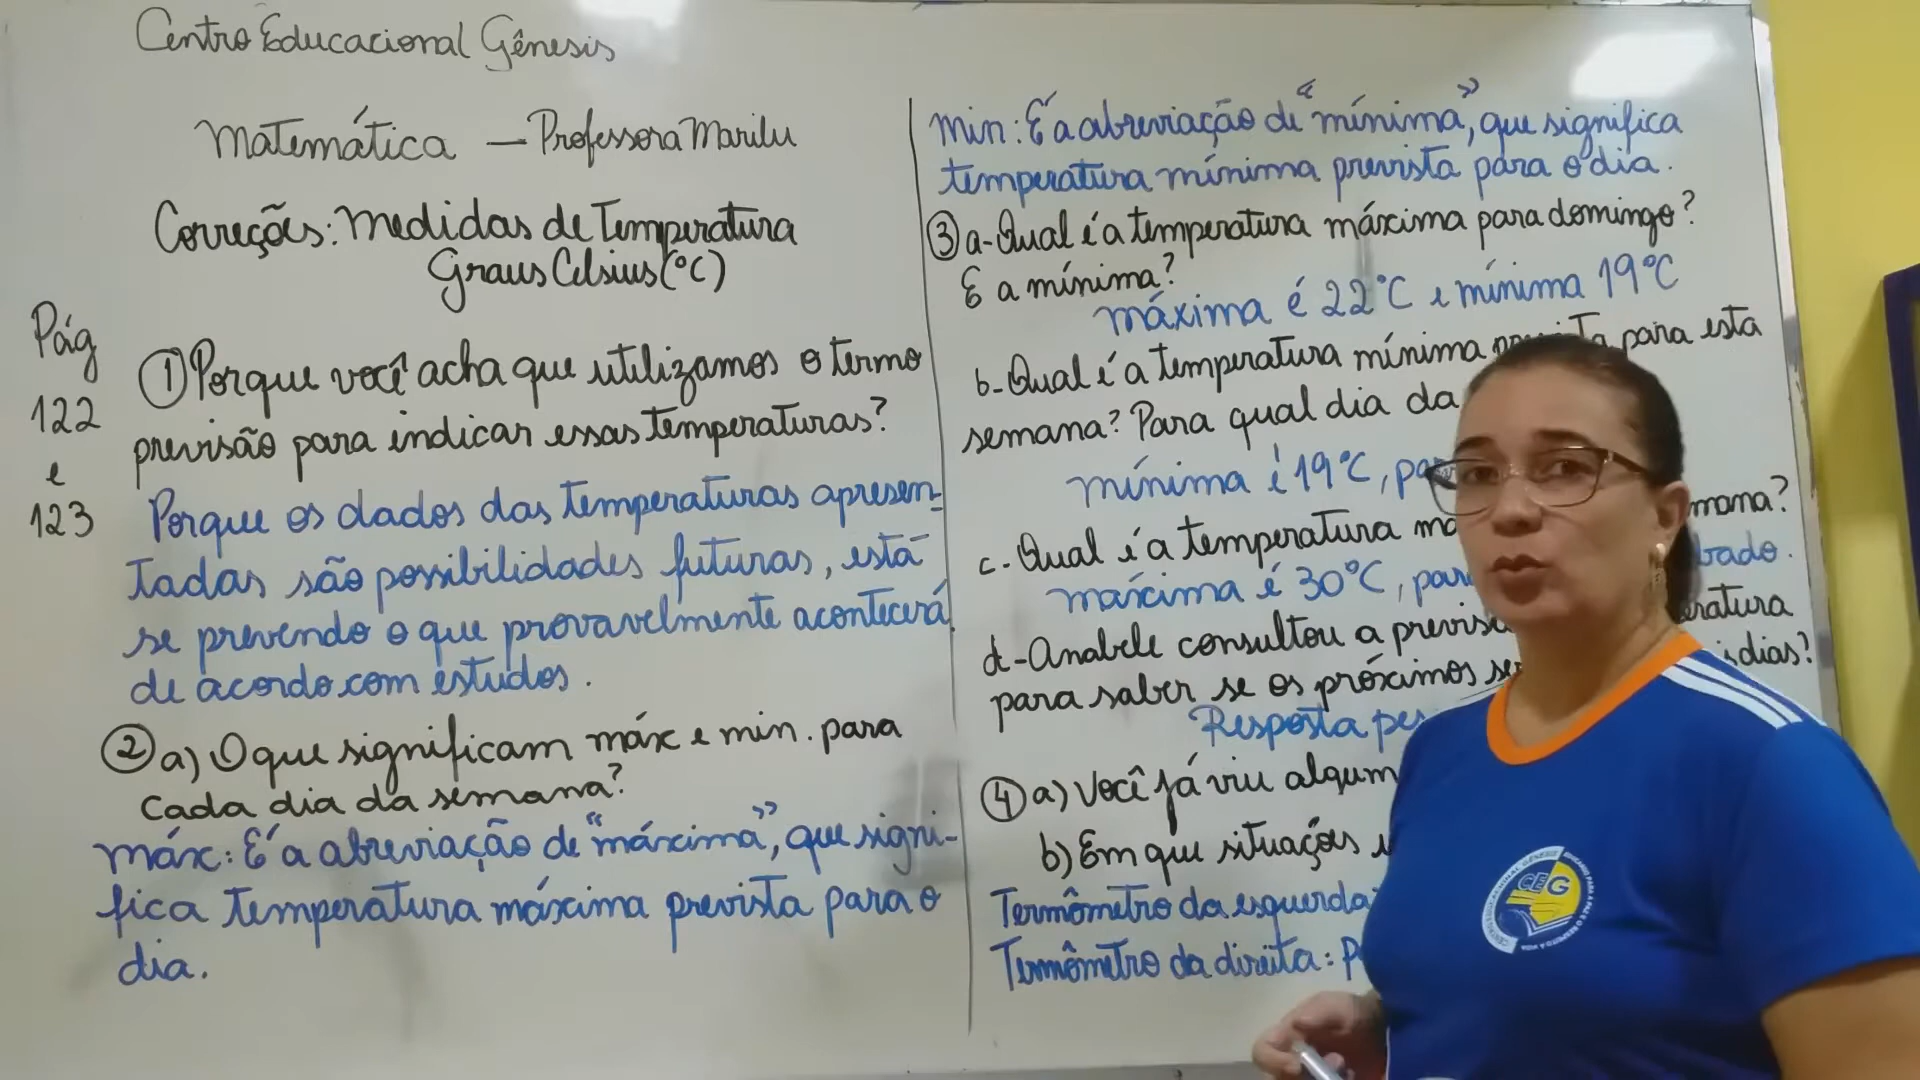 Centro Educacional Gênesis
Matemática — Professora Marilu
Correções: Medidas de Temperatura
Graus Celsius (°C)
Pág
122
e
123
① Porque você acha que utilizamos o termo
previsão para indicar essas temperaturas?
Porque os dados das temperaturas apresen-
tadas são possibilidades futuras, está
se prevendo o que provavelmente acontecerá
de acordo com estudos.
② a) O que significam máx e min. para
cada dia da semana?
máx: É a abreviação de "máxima", que signi-
fica temperatura máxima prevista para o
dia.
min: É a abreviação de "mínima", que significa
temperatura mínima prevista para o dia.
③ a- Qual é a temperatura máxima para domingo?
E a mínima?
máxima é 22°C e mínima 19°C
b- Qual é a temperatura mínima para esta
semana? Para qual dia da
mínima é 19°C,
c- Qual é a temperatura mana?
máxima é 30°C, bado.
d- Anabele consultou a eratura
para saber se os próximos dias?
Resposta
④ a) Você já viu algum
b) Em que situações
Termômetro da esquerda:
Termômetro da direita:
CEG